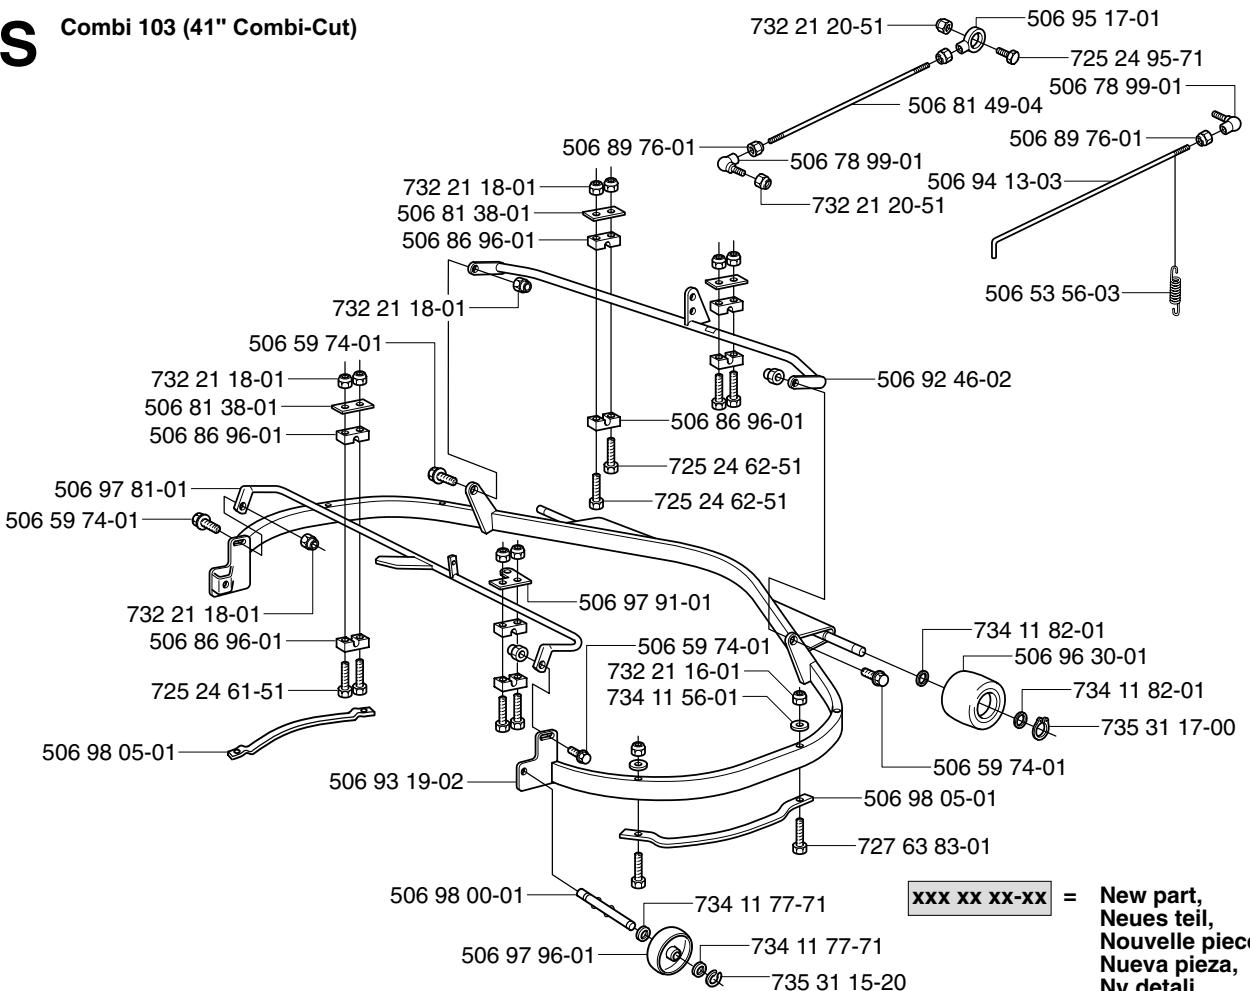 S Combi 103 (41" Combi-Cut)
732 21 20-51
506 95 17-01
725 24 95-71
506 78 99-01
506 81 49-04
506 89 76-01
506 89 76-01
506 78 99-01
732 21 18-01
506 94 13-03
506 81 38-01
732 21 20-51
506 86 96-01
506 53 56-03
732 21 18-01
506 59 74-01
732 21 18-01
506 92 46-02
506 81 38-01
506 86 96-01
506 86 96-01
725 24 62-51
506 97 81-01
725 24 62-51
506 59 74-01
506 97 91-01
732 21 18-01
734 11 82-01
506 86 96-01
506 59 74-01
506 96 30-01
732 21 16-01
725 24 61-51
734 11 56-01
734 11 82-01
735 31 17-00
506 98 05-01
506 59 74-01
506 93 19-02
506 98 05-01
727 63 83-01
506 98 00-01
734 11 77-71
xxx xx xx-xx = New part,
Neues teil,
506 97 96-01
734 11 77-71
Nouvelle piece
Nueva pieza,
735 31 15-20
Ny detalj